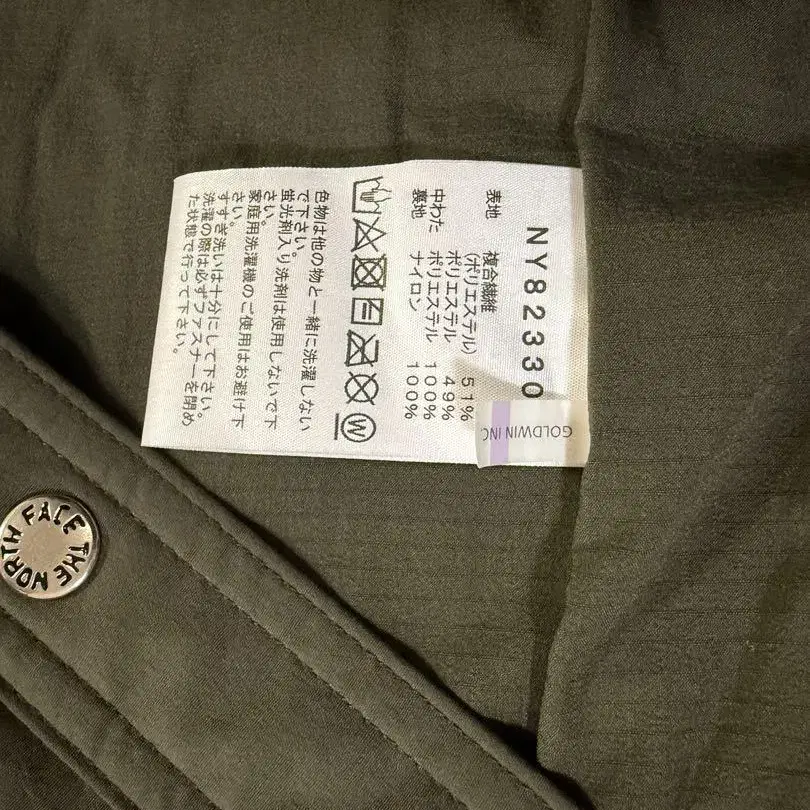 NY82330
表地 複合繊維
(ポリエステル) 51%
ポリエステル 49%
中わた ポリエステル 100%
裏地 ナイロン 100%
W
色物は他の物と一緒に洗濯しない
で下さい。
蛍光剤入り洗剤は使用しないで下
さい。
家庭用洗濯機のご使用はお避け下
さい。
すすぎ洗いは十分にして下さい。
洗濯の際は必ずファスナーを閉め
た状態で行って下さい。
GOLDWIN INC
THE NORTH FACE